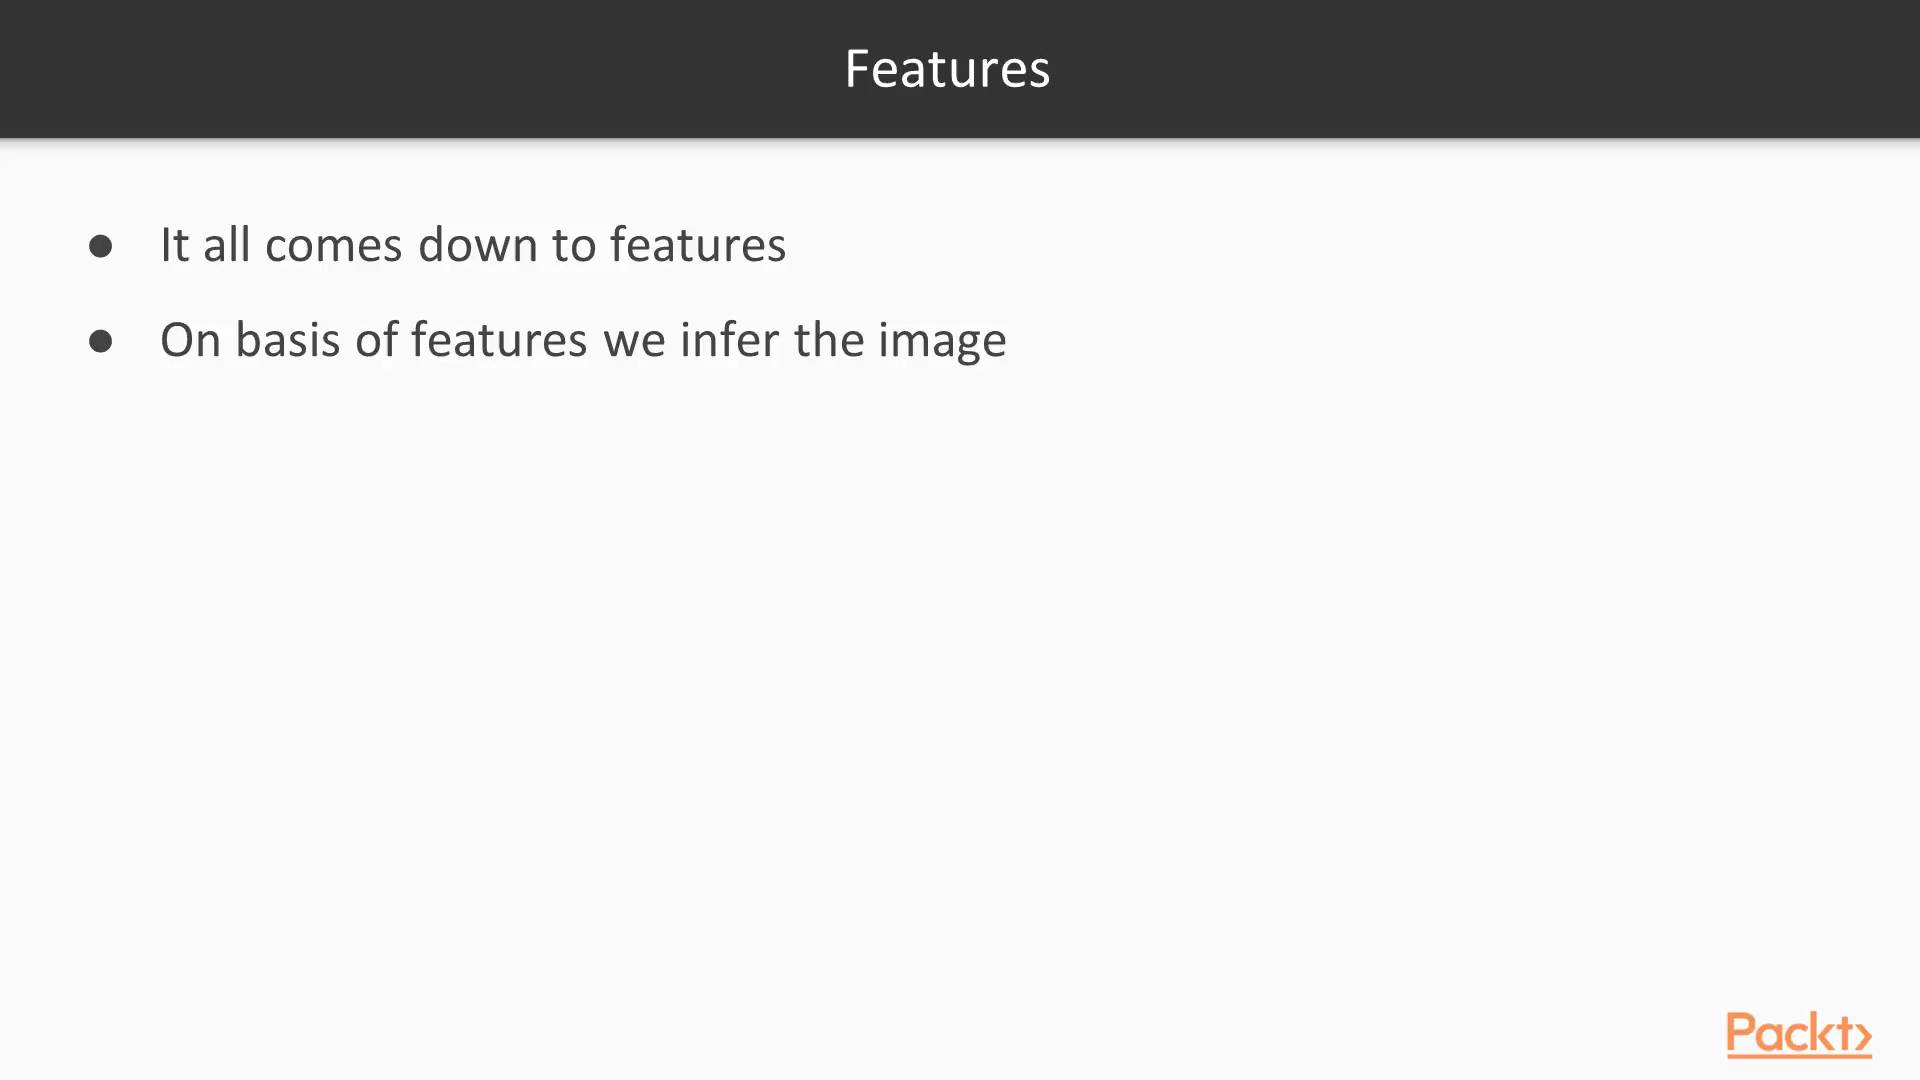 Features
● It all comes down to features
● On basis of features we infer the image
Packt>